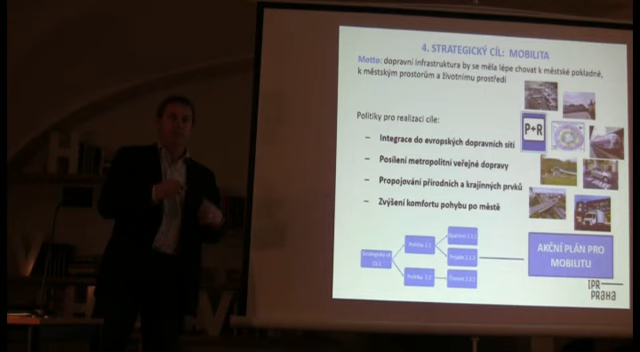 4. STRATEGICKÝ CÍL: MOBILITA
Motto: dopravní infrastruktura by se měla lépe chovat k městské pokladně,
k městským prostorům a životnímu prostředí
Politiky pro realizaci cíle:
– Integrace do evropských dopravních sítí
– Posílení metropolitní veřejné dopravy
– Propojování přírodních a krajinných prvků
– Zvýšení komfortu pohybu po městě
P+R
AKČNÍ PLÁN PRO
MOBILITU
IPR
PRAHA